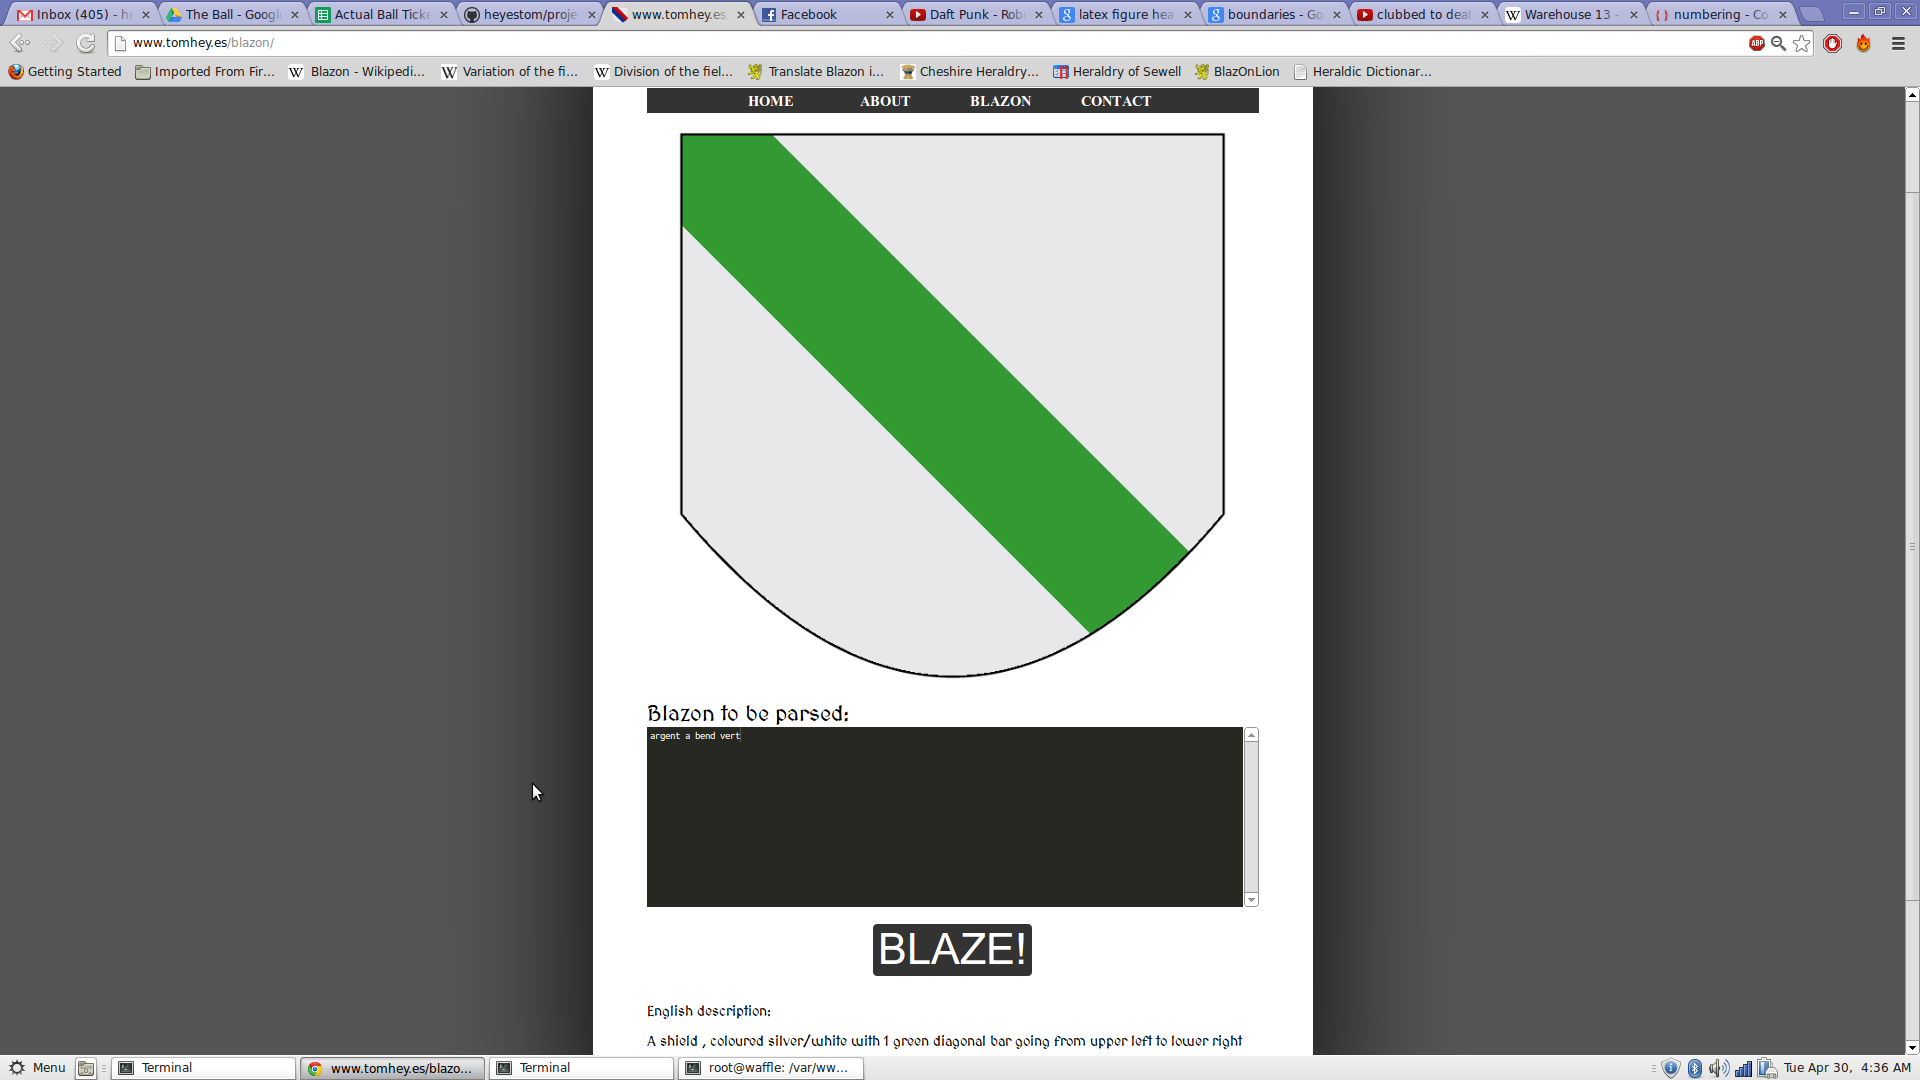 Inbox (405) - h
The Ball - Googl
Actual Ball Ticke
heyestom/proje
www.tomhey.es
Facebook
Daft Punk - Rob
latex figure hea
boundaries - Go
clubbed to dea
Warehouse 13 -
numbering - Co
www.tomhey.es/blazon/
ABP
Getting Started
Imported From Fir...
Blazon - Wikipedi...
Variation of the fi...
Division of the fiel...
Translate Blazon i...
Cheshire Heraldry...
Heraldry of Sewell
BlazOnLion
Heraldic Dictionar...
HOME ABOUT BLAZON CONTACT
Blazon to be parsed:
argent a bend vert
BLAZE!
English description:
A shield , coloured silver/white with 1 green diagonal bar going from upper left to lower right
Menu
Terminal
www.tomhey.es/blazo...
Terminal
root@waffle: /var/ww...
Tue Apr 30, 4:36 AM